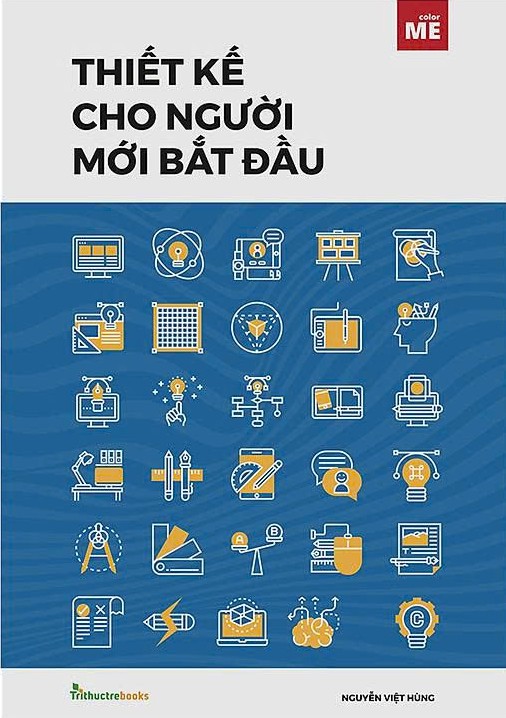 color
ME
THIẾT KẾ
CHO NGƯỜI
MỚI BẮT ĐẦU
A
B
C
Trithuctrebooks
NGUYỄN VIỆT HÙNG